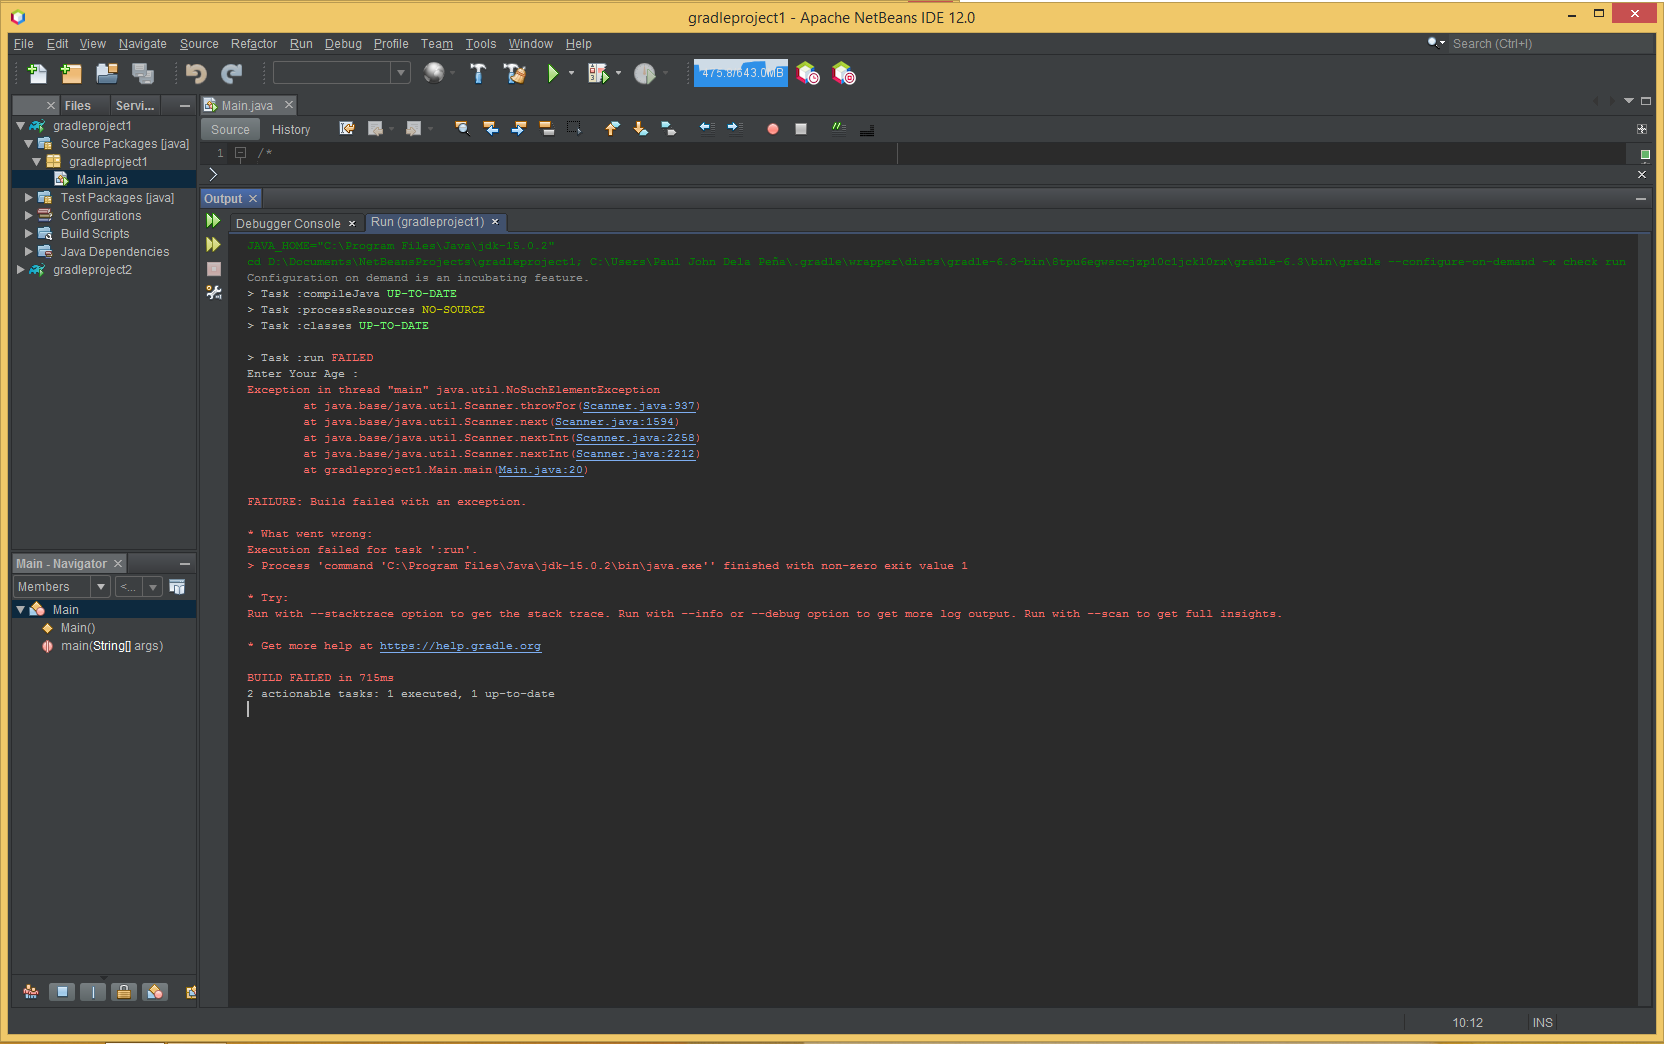 gradleproject1 - Apache NetBeans IDE 12.0
File Edit View Navigate Source Refactor Run Debug Profile Team Tools Window Help
Search (Ctrl+I)
475.8/643.0MB
Files Servi...
gradleproject1
Source Packages [java]
gradleproject1
Main.java
Test Packages [java]
Configurations
Build Scripts
Java Dependencies
gradleproject2
Main.java
Source History
1 /*
Output
Debugger Console
Run (gradleproject1)
JAVA_HOME="C:\Program Files\Java\jdk-15.0.2"
cd D:\Documents\NetBeansProjects\gradleproject1; C:\Users\Paul John Dela Peña\.gradle\wrapper\dists\gradle-6.3-bin\8tpu6egwsccjzp10c1jckl0rx\gradle-6.3\bin\gradle --configure-on-demand -x check run
Configuration on demand is an incubating feature.
> Task :compileJava UP-TO-DATE
> Task :processResources NO-SOURCE
> Task :classes UP-TO-DATE
> Task :run FAILED
Enter Your Age :
Exception in thread "main" java.util.NoSuchElementException
at java.base/java.util.Scanner.throwFor(Scanner.java:937)
at java.base/java.util.Scanner.next(Scanner.java:1594)
at java.base/java.util.Scanner.nextInt(Scanner.java:2258)
at java.base/java.util.Scanner.nextInt(Scanner.java:2212)
at gradleproject1.Main.main(Main.java:20)
FAILURE: Build failed with an exception.
* What went wrong:
Execution failed for task ':run'.
> Process 'command 'C:\Program Files\Java\jdk-15.0.2\bin\java.exe'' finished with non-zero exit value 1
* Try:
Run with --stacktrace option to get the stack trace. Run with --info or --debug option to get more log output. Run with --scan to get full insights.
* Get more help at https://help.gradle.org
BUILD FAILED in 715ms
2 actionable tasks: 1 executed, 1 up-to-date
Main - Navigator
Members <...
Main
Main()
main(String[] args)
10:12 INS